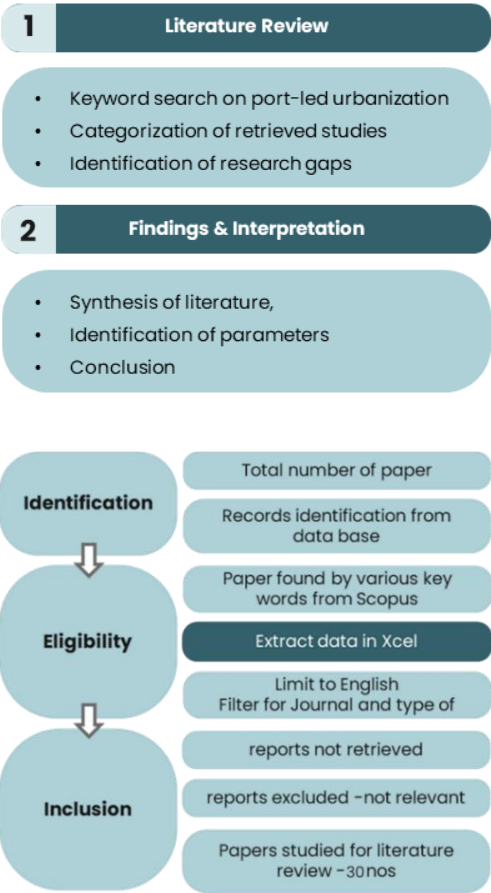 1
Literature Review
• Keyword search on port-led urbanization
• Categorization of retrieved studies
• Identification of research gaps
2
Findings & Interpretation
• Synthesis of literature,
• Identification of parameters
• Conclusion
Identification
Total number of paper
Records identification from
data base
Eligibility
Paper found by various key
words from Scopus
Extract data in Xcel
Limit to English
Filter for Journal and type of
Inclusion
reports not retrieved
reports excluded -not relevant
Papers studied for literature
review -30nos